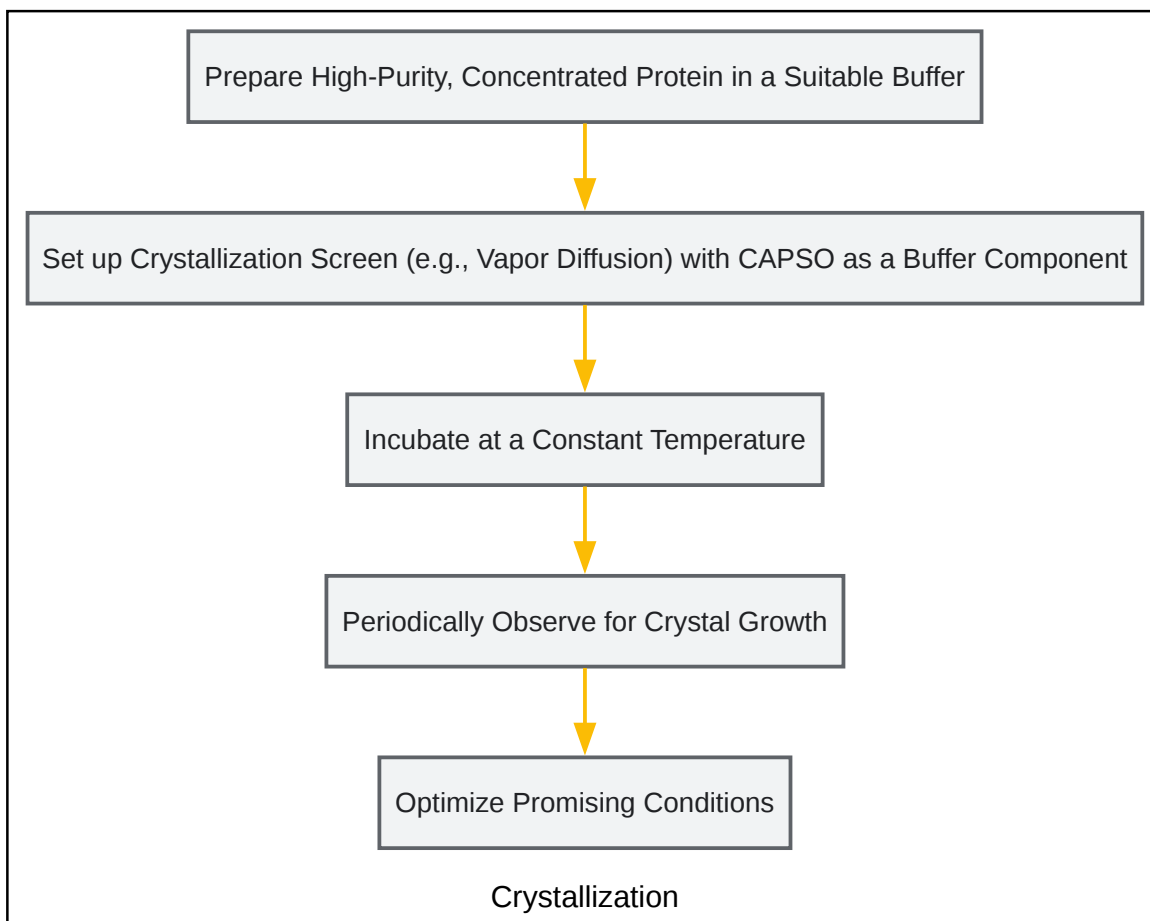 Prepare High-Purity, Concentrated Protein in a Suitable Buffer
Set up Crystallization Screen (e.g., Vapor Diffusion) with CAPSO as a Buffer Component
Incubate at a Constant Temperature
Periodically Observe for Crystal Growth
Optimize Promising Conditions
Crystallization